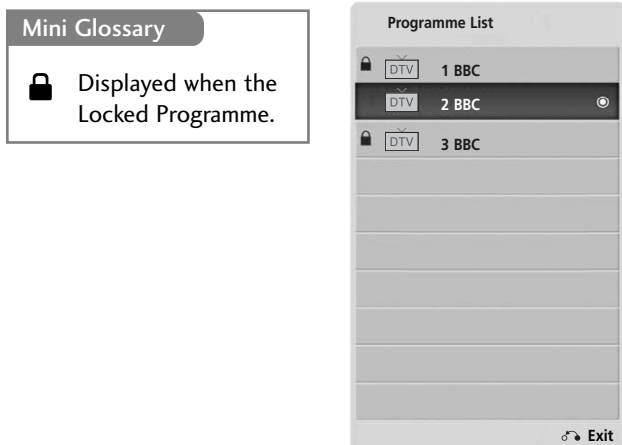 Mini Glossary
Displayed when the
Locked Programme.
Programme List
DTV 1 BBC
DTV 2 BBC
DTV 3 BBC
Exit